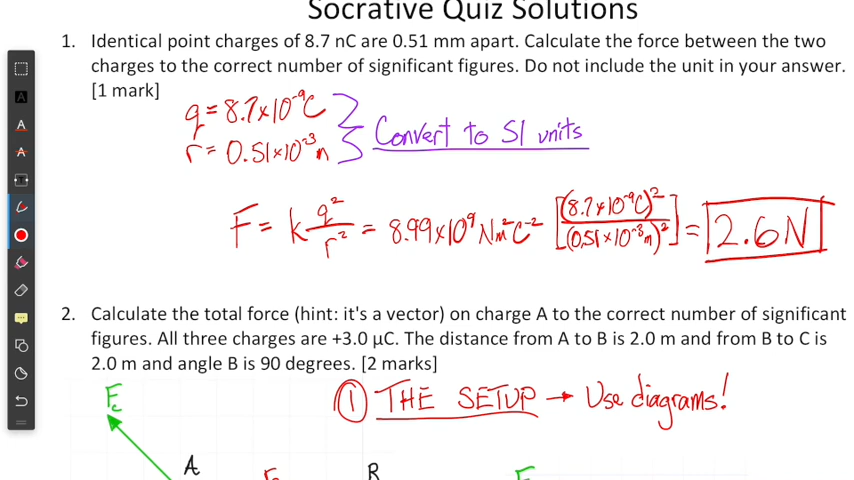 Socrative Quiz Solutions
1. Identical point charges of 8.7 nC are 0.51 mm apart. Calculate the force between the two
charges to the correct number of significant figures. Do not include the unit in your answer.
[1 mark]
q = 8.7×10⁻⁹C
r = 0.51×10⁻³m
Convert to SI units
F = k q²/r² = 8.99×10⁹ Nm²C⁻² [(8.7×10⁻⁹C)²/(0.51×10⁻³m)²] = 2.6N
2. Calculate the total force (hint: it's a vector) on charge A to the correct number of significant
figures. All three charges are +3.0 µC. The distance from A to B is 2.0 m and from B to C is
2.0 m and angle B is 90 degrees. [2 marks]
① THE SETUP → Use diagrams!
Fc
A
B